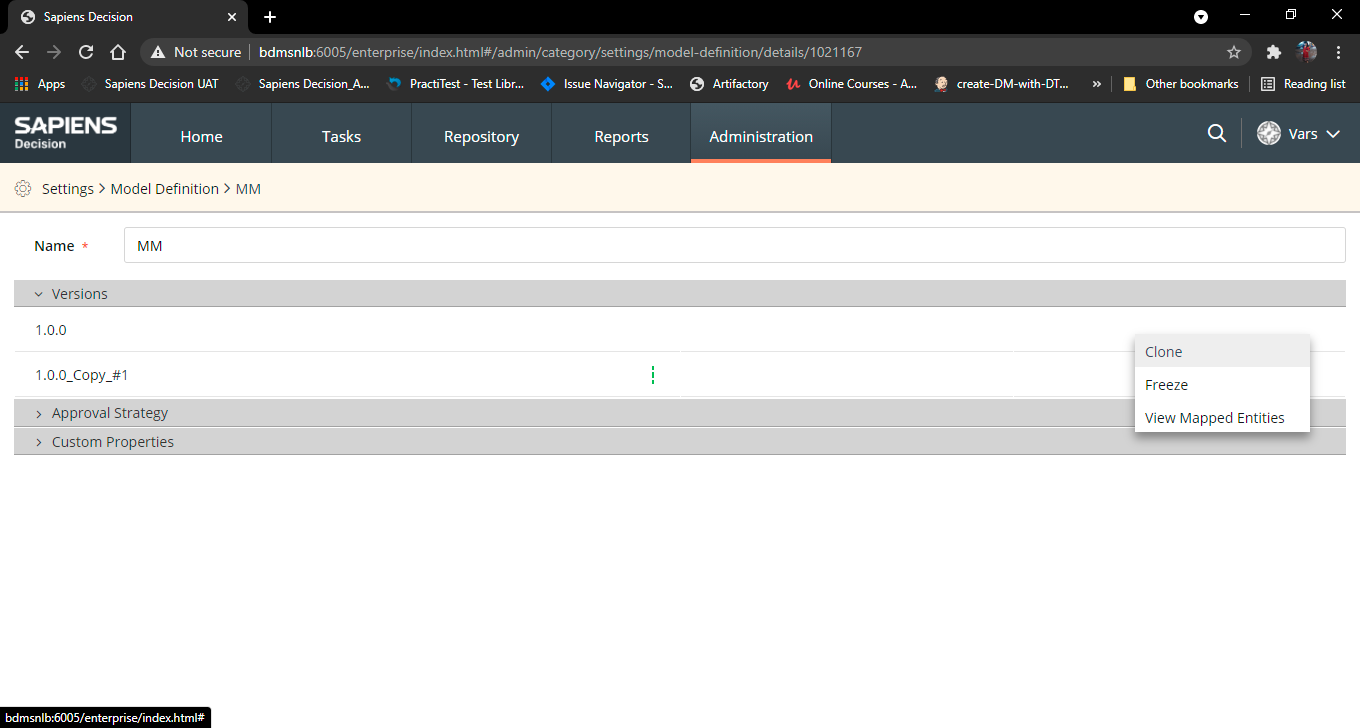 Sapiens Decision
Not secure
bdmsnlb:6005/enterprise/index.html#/admin/category/settings/model-definition/details/1021167
Apps
Sapiens Decision UAT
Sapiens Decision_A...
PractiTest - Test Libr...
Issue Navigator - S...
Artifactory
Online Courses - A...
create-DM-with-DT...
»
Other bookmarks
Reading list
SAPIENS
Decision
Home
Tasks
Repository
Reports
Administration
Vars
Settings > Model Definition > MM
Name *
MM
Versions
1.0.0
1.0.0_Copy_#1
Clone
Freeze
View Mapped Entities
Approval Strategy
Custom Properties
bdmsnlb:6005/enterprise/index.html#